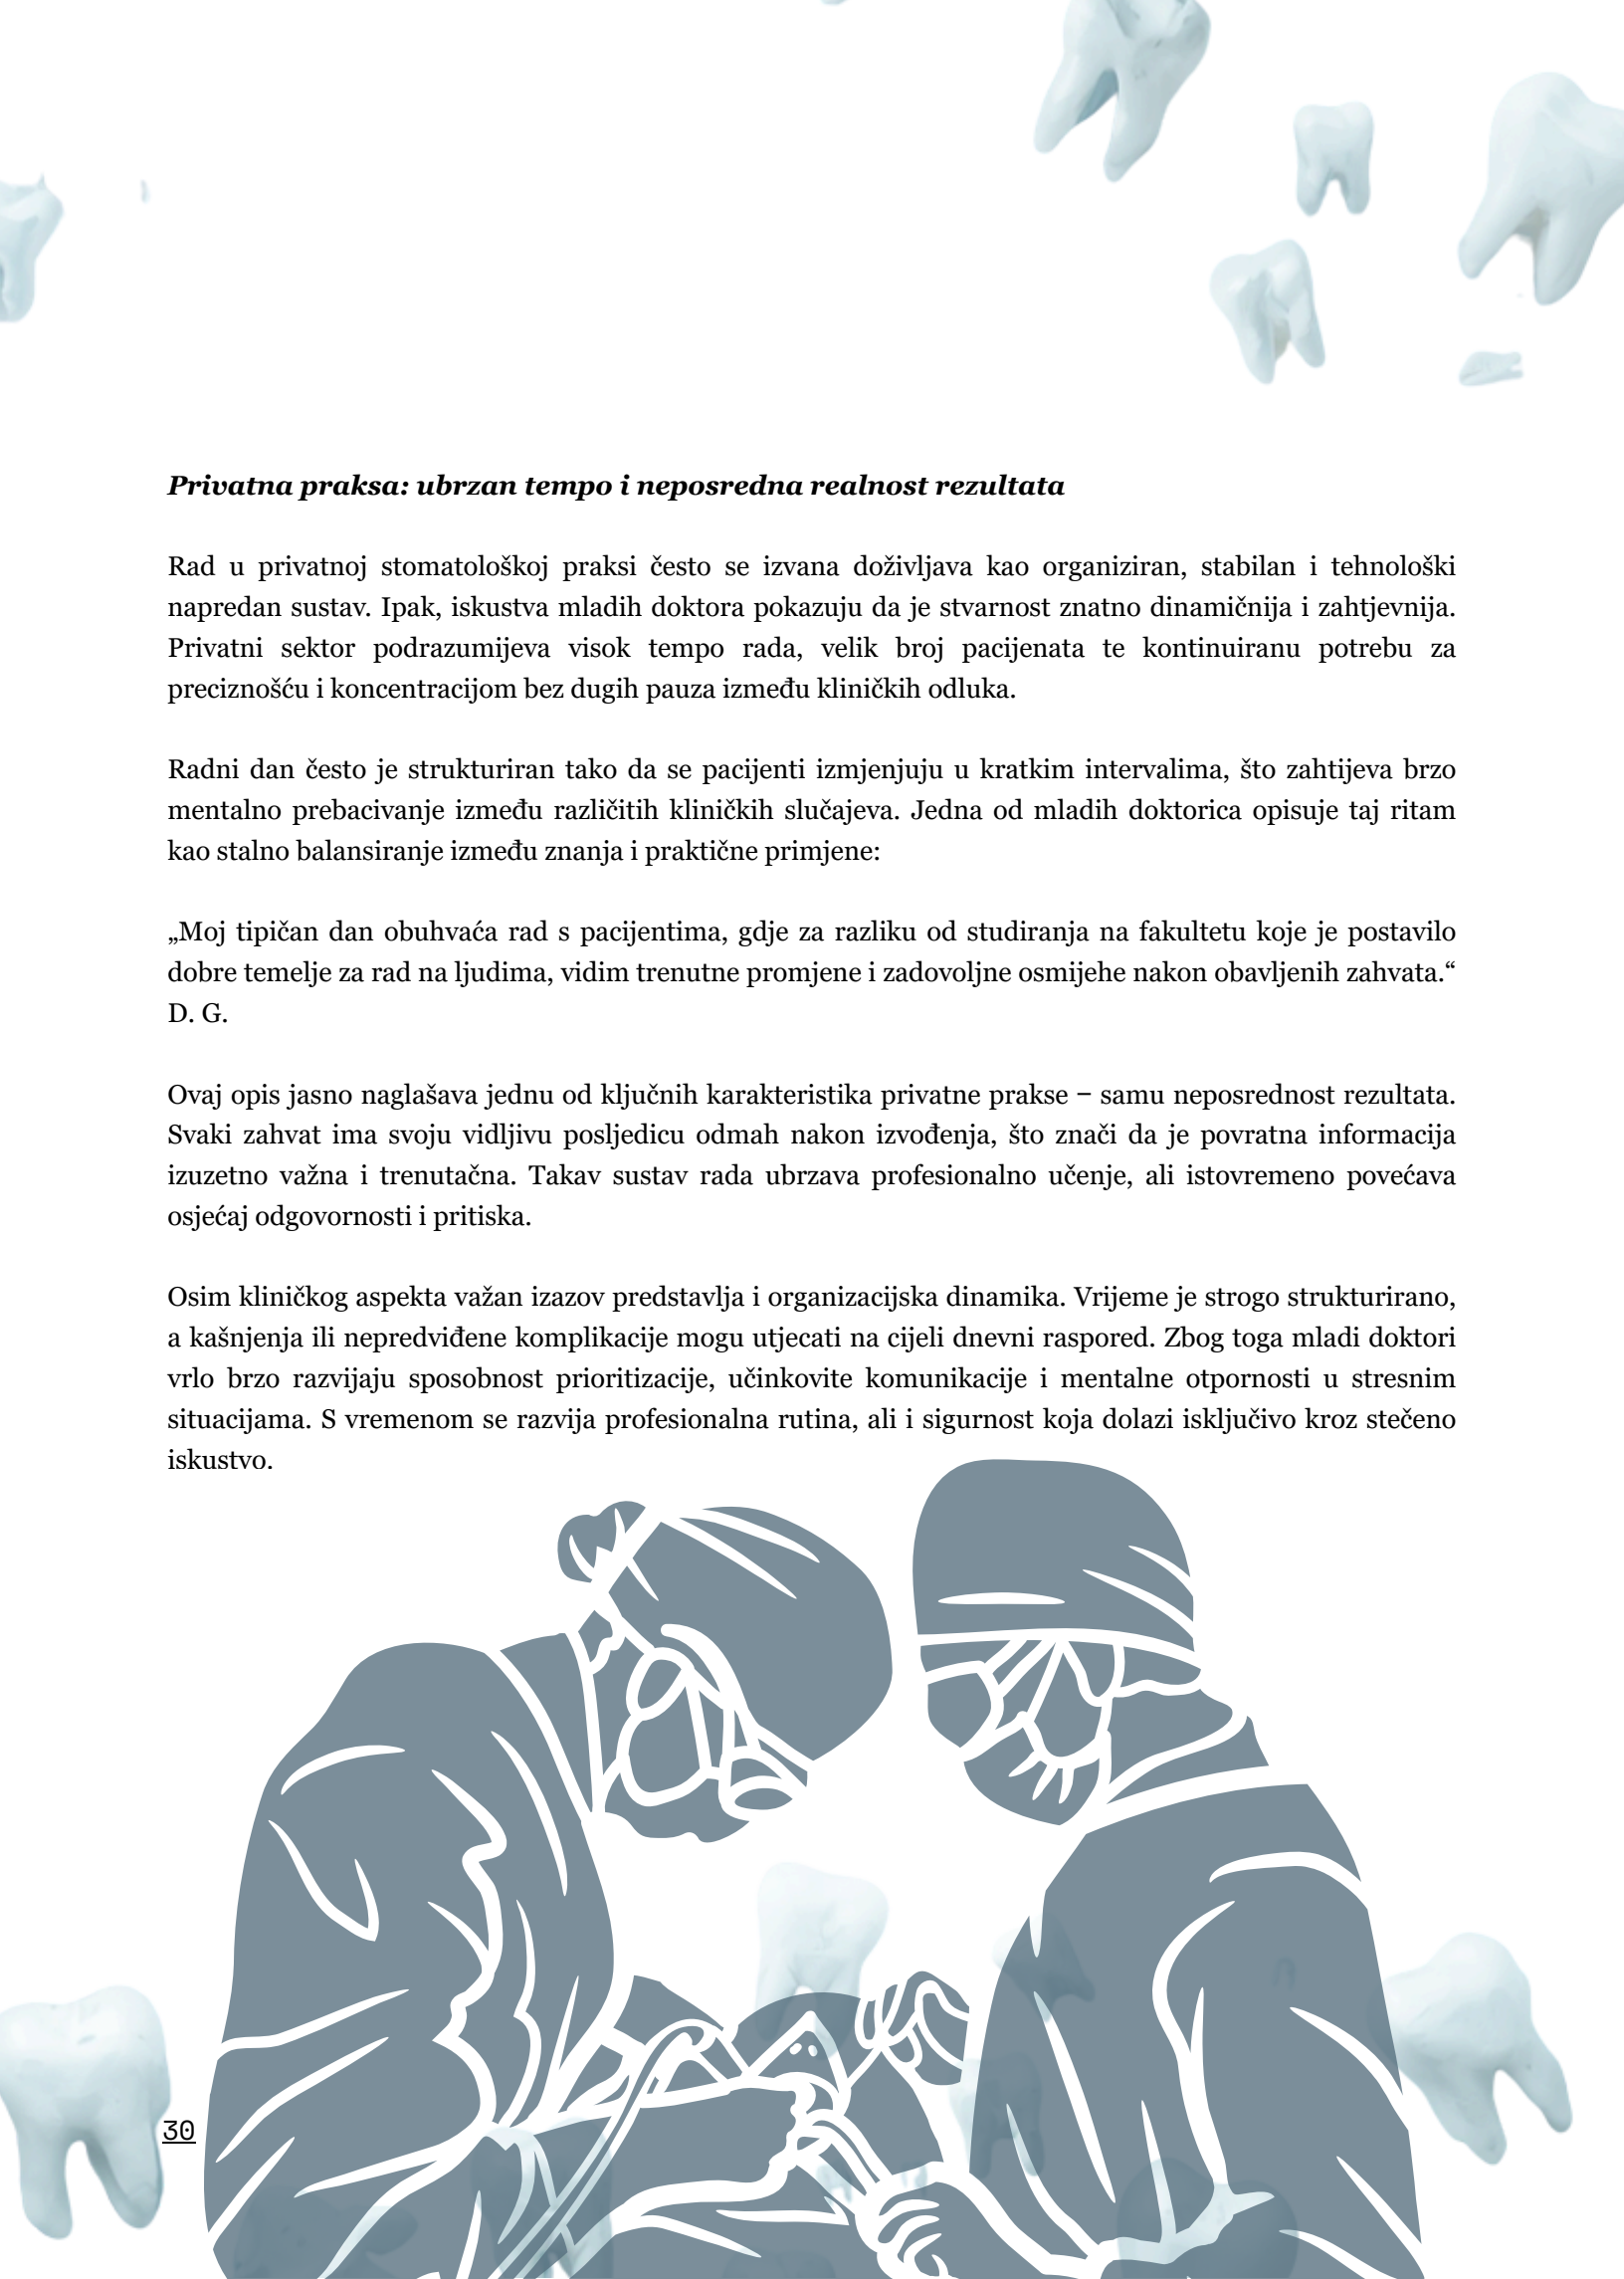 Privatna praksa: ubrzan tempo i neposredna realnost rezultata
Rad u privatnoj stomatološkoj praksi često se izvana doživljava kao organiziran, stabilan i tehnološki
napredan sustav. Ipak, iskustva mladih doktora pokazuju da je stvarnost znatno dinamičnija i zahtjevnija.
Privatni sektor podrazumijeva visok tempo rada, velik broj pacijenata te kontinuiranu potrebu za
preciznošću i koncentracijom bez dugih pauza između kliničkih odluka.
Radni dan često je strukturiran tako da se pacijenti izmjenjuju u kratkim intervalima, što zahtijeva brzo
mentalno prebacivanje između različitih kliničkih slučajeva. Jedna od mladih doktorica opisuje taj ritam
kao stalno balansiranje između znanja i praktične primjene:
„Moj tipičan dan obuhvaća rad s pacijentima, gdje za razliku od studiranja na fakultetu koje je postavilo
dobre temelje za rad na ljudima, vidim trenutne promjene i zadovoljne osmijehe nakon obavljenih zahvata.“
D. G.
Ovaj opis jasno naglašava jednu od ključnih karakteristika privatne prakse – samu neposrednost rezultata.
Svaki zahvat ima svoju vidljivu posljedicu odmah nakon izvođenja, što znači da je povratna informacija
izuzetno važna i trenutačna. Takav sustav rada ubrzava profesionalno učenje, ali istovremeno povećava
osjećaj odgovornosti i pritiska.
Osim kliničkog aspekta važan izazov predstavlja i organizacijska dinamika. Vrijeme je strogo strukturirano,
a kašnjenja ili nepredviđene komplikacije mogu utjecati na cijeli dnevni raspored. Zbog toga mladi doktori
vrlo brzo razvijaju sposobnost prioritizacije, učinkovite komunikacije i mentalne otpornosti u stresnim
situacijama. S vremenom se razvija profesionalna rutina, ali i sigurnost koja dolazi isključivo kroz stečeno
iskustvo.
30